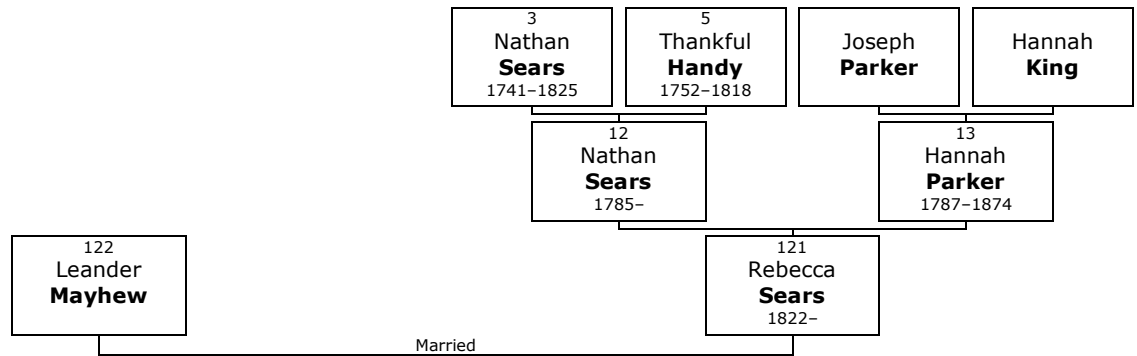 3
Nathan
Sears
1741–1825
5
Thankful
Handy
1752–1818
Joseph
Parker
Hannah
King
12
Nathan
Sears
1785–
13
Hannah
Parker
1787–1874
122
Leander
Mayhew
121
Rebecca
Sears
1822–
Married